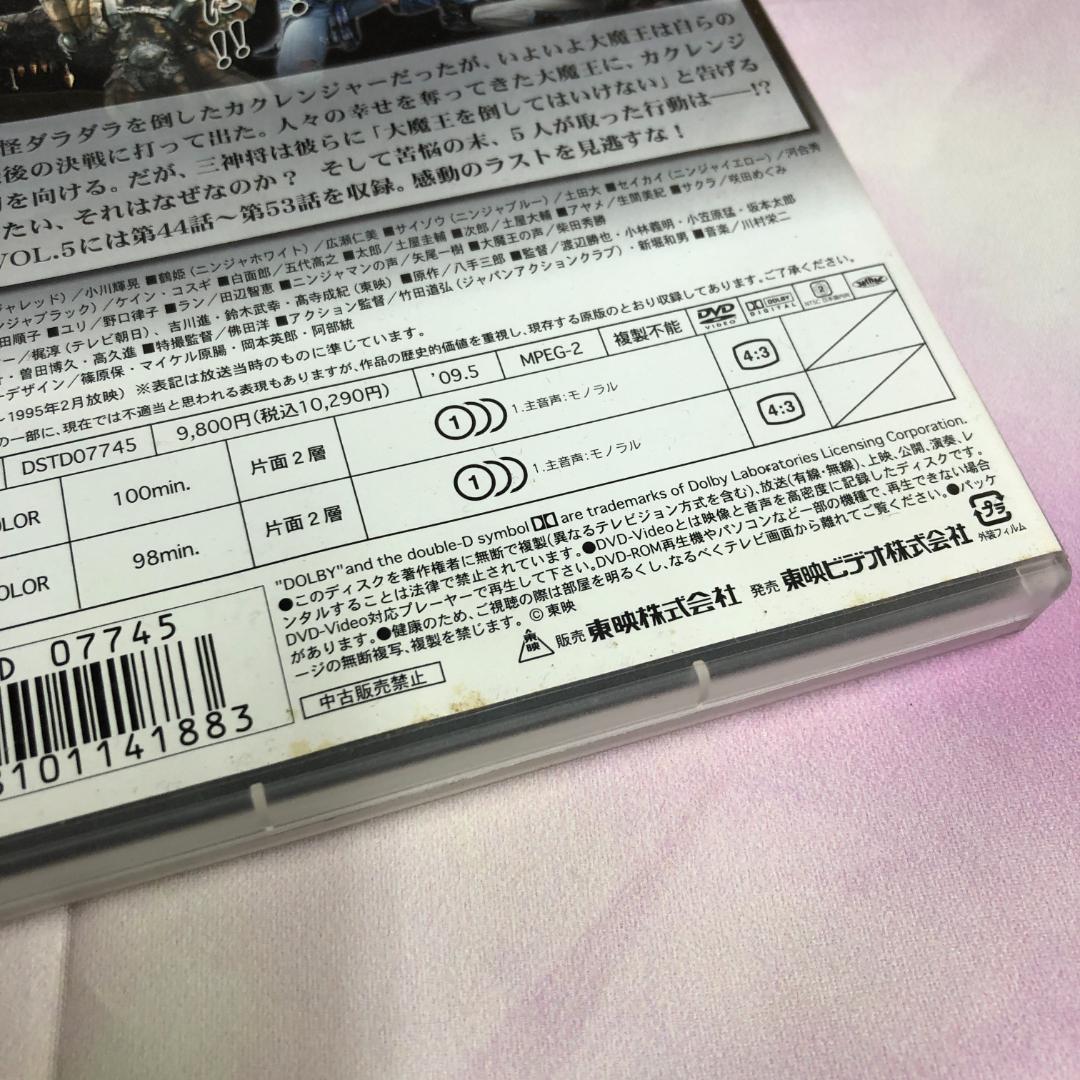 に!!
怪ダラダラを倒したカクレンジャーだったが、いよいよ大魔王は自らの
後の決戦に打って出た。人々の幸せを奪ってきた大魔王に、カクレンジ
を向ける。だが、三神将は彼らに「大魔王を倒してはいけない」と告げる
たい、それはなぜなのか？ そして苦悩の末、5人が取った行動は――!?
VOL.5には第44話～第53話を収録。感動のラストを見逃すな！
ジャレッド）／小川輝晃 ■鶴姫（ニンジャホワイト）／広瀬仁美 ■サイゾウ（ニンジャブルー）／土田大 ■セイカイ（ニンジャイエロー）／河合秀
ンジャブラック）／ケイン・コスギ ■白面郎／五代高之 ■太郎／土屋圭輔 ■次郎／土屋大輔 ■アヤメ／生間美紀 ■サクラ／咲田めぐみ
田順子 ■ユリ／野口律子 ■ラン／田辺智恵 ■ニンジャマンの声／矢尾一樹 ■大魔王の声／柴田秀勝
ー／梶淳（テレビ朝日）、吉川進・鈴木武幸・髙寺成紀（東映） ■原作／八手三郎 ■監督／渡辺勝也・小林義明・小笠原猛・坂本太郎
・曽田博久・高久進 ■特撮監督／佛田洋 ■アクション監督／竹田道弘（ジャパンアクションクラブ）・新堀和男 ■音楽／川村栄二
ーデザイン／篠原保・マイケル原腸・岡本英郎・阿部統
～1995年2月放映） ※表記は放送当時のものに準じています。
の一部に、現在では不適当と思われる表現もありますが、作品の歴史的価値を重視し、現存する原版のとおり収録してあります。ご了承ください。
DSTD07745 9,800円(税込10,290円) '09.5 MPEG-2 複製不能 DVD VIDEO DOLBY DIGITAL 2 NTSC 日本国内向
OLOR 100min. 片面2層 1 1.主音声：モノラル 4:3
COLOR 98min. 片面2層 1 1.主音声：モノラル 4:3
"DOLBY"and the double-D symbol are trademarks of Dolby Laboratories Licensing Corporation.
●このディスクを著作権者に無断で複製(異なるテレビジョン方式を含む)、放送(有線・無線)、上映、公開、演奏、レ
ンタルすることは法律で禁止されています。●DVD-Videoとは映像と音声を高密度に記録したディスクです。
DVD-Video対応プレーヤーで再生して下さい。DVD-ROM再生機やパソコンなど一部の機種で、再生できない場合
があります。●健康のため、ご視聴の際は部屋を明るくし、なるべくテレビ画面から離れてご覧ください。●パッケ
ージの無断複写、複製を禁じます。 ©東映
中古販売禁止
東映 販売 東映株式会社 発売 東映ビデオ株式会社
プラ 外装フィルム
D 07745
101141883